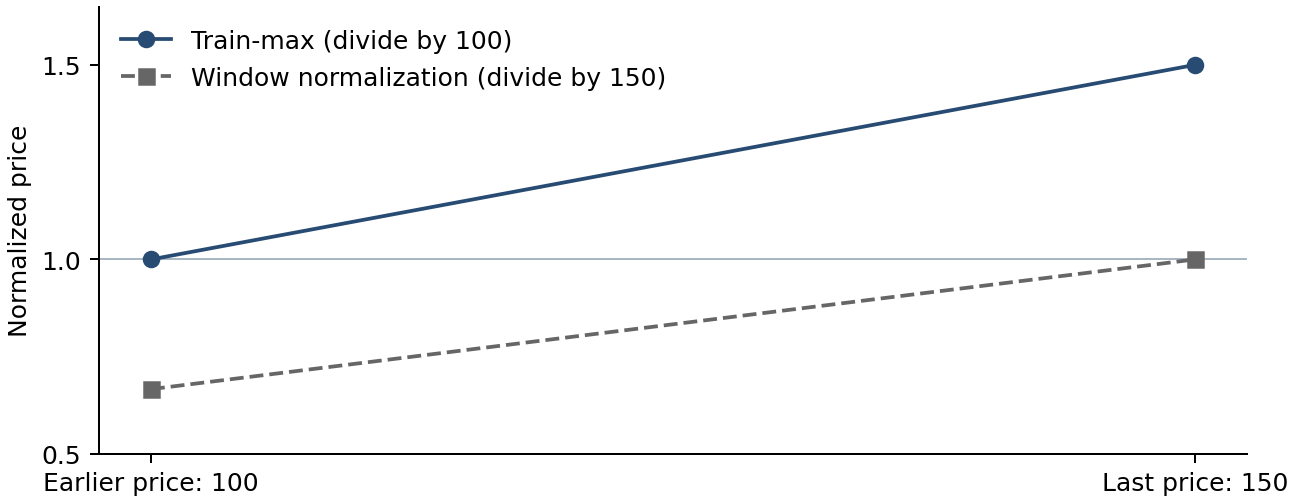 Train-max (divide by 100)
Window normalization (divide by 150)
Normalized price
1.5
1.0
0.5
Earlier price: 100
Last price: 150